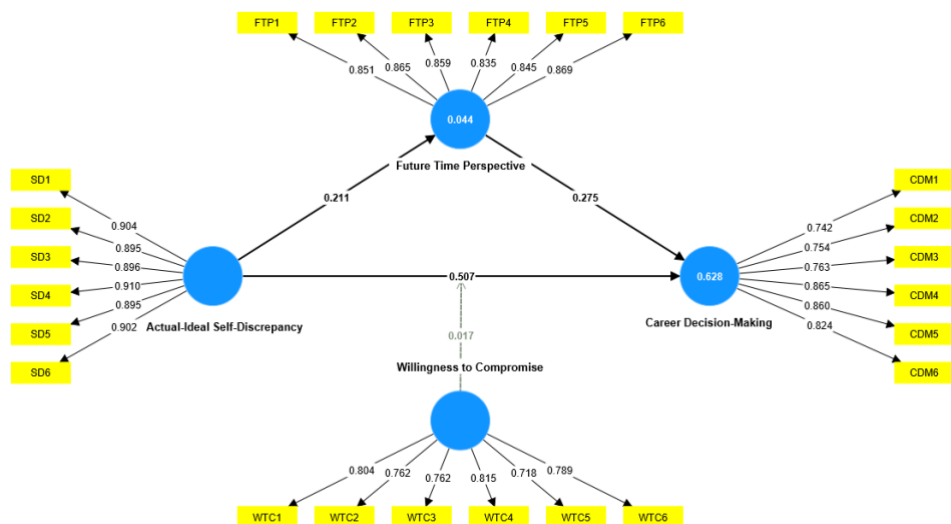 FTP1 FTP2 FTP3 FTP4 FTP5 FTP6
0.851 0.865 0.859 0.835 0.845 0.869
0.044
Future Time Perspective
SD1
SD2
SD3
SD4
SD5
SD6
0.904
0.895
0.896
0.910
0.895
0.902
Actual-Ideal Self-Discrepancy
0.211
0.275
0.507
0.017
CDM1
CDM2
CDM3
CDM4
CDM5
CDM6
0.742
0.754
0.763
0.865
0.860
0.824
0.628
Career Decision-Making
Willingness to Compromise
0.804 0.762 0.762 0.815 0.718 0.789
WTC1 WTC2 WTC3 WTC4 WTC5 WTC6